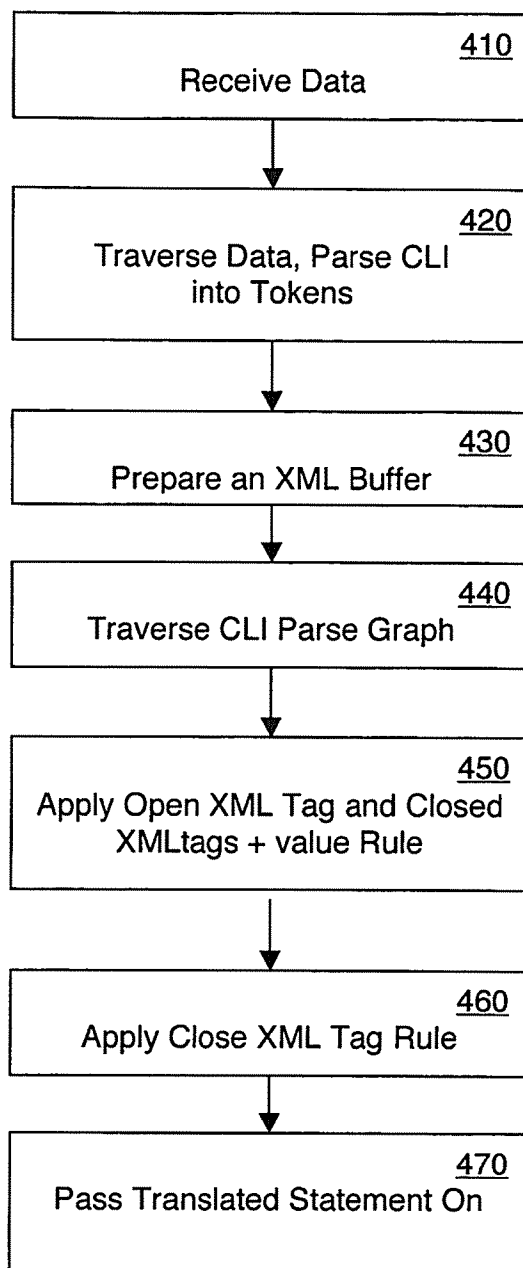 410
Receive Data
420
Traverse Data, Parse CLI
into Tokens
430
Prepare an XML Buffer
440
Traverse CLI Parse Graph
450
Apply Open XML Tag and Closed
XMLtags + value Rule
460
Apply Close XML Tag Rule
470
Pass Translated Statement On